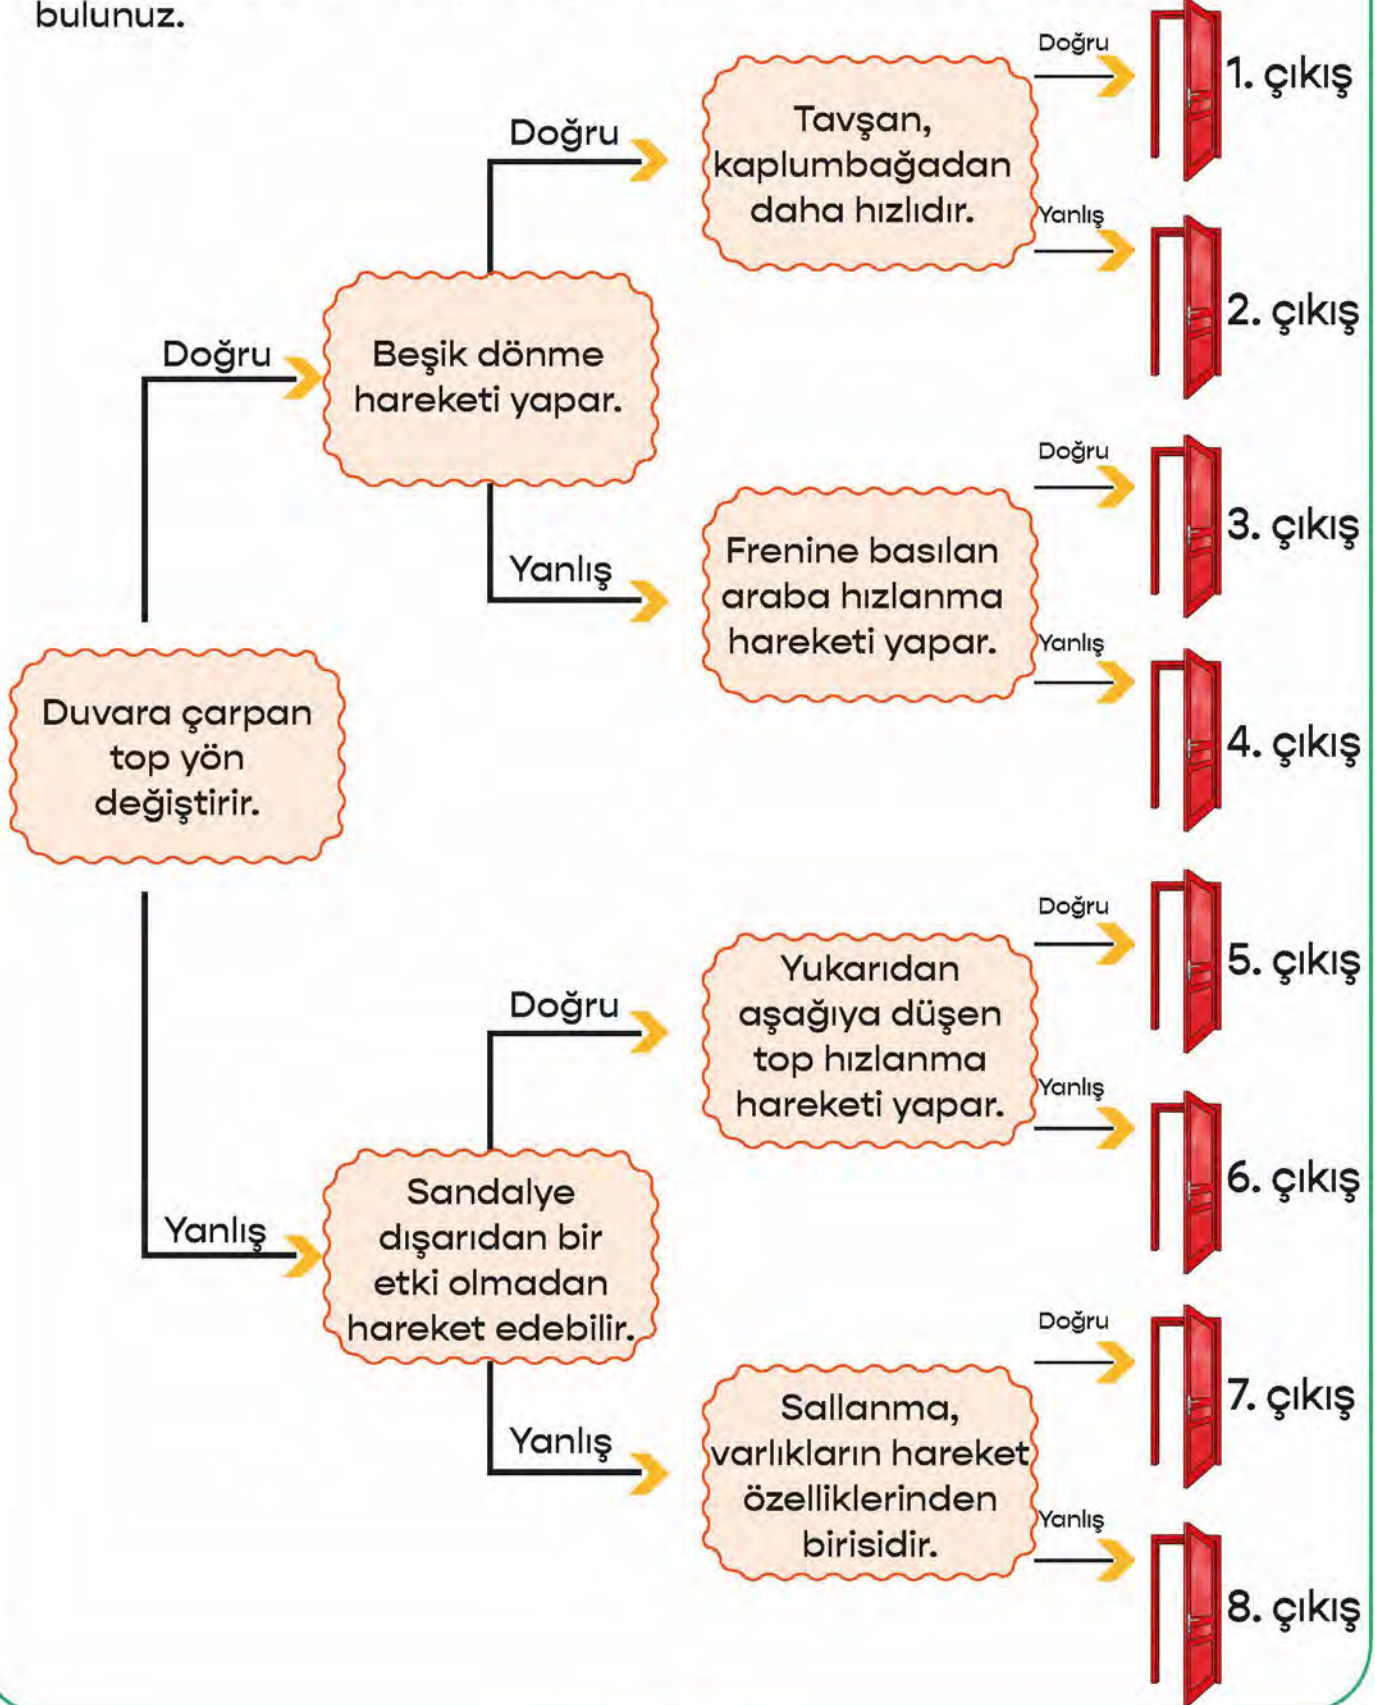 bulunuz.
Doğru
1. çıkış
Tavşan,
kaplumbağadan
daha hızlıdır.
Doğru
Yanlış
2. çıkış
Doğru
Beşik dönme
hareketi yapar.
Doğru
3. çıkış
Frenine basılan
araba hızlanma
hareketi yapar.
Yanlış
Yanlış
4. çıkış
Duvara çarpan
top yön
değiştirir.
Doğru
5. çıkış
Yukarıdan
aşağıya düşen
top hızlanma
hareketi yapar.
Doğru
Yanlış
6. çıkış
Yanlış
Sandalye
dışarıdan bir
etki olmadan
hareket edebilir.
Doğru
7. çıkış
Sallanma,
varlıkların hareket
özelliklerinden
birisidir.
Yanlış
Yanlış
8. çıkış